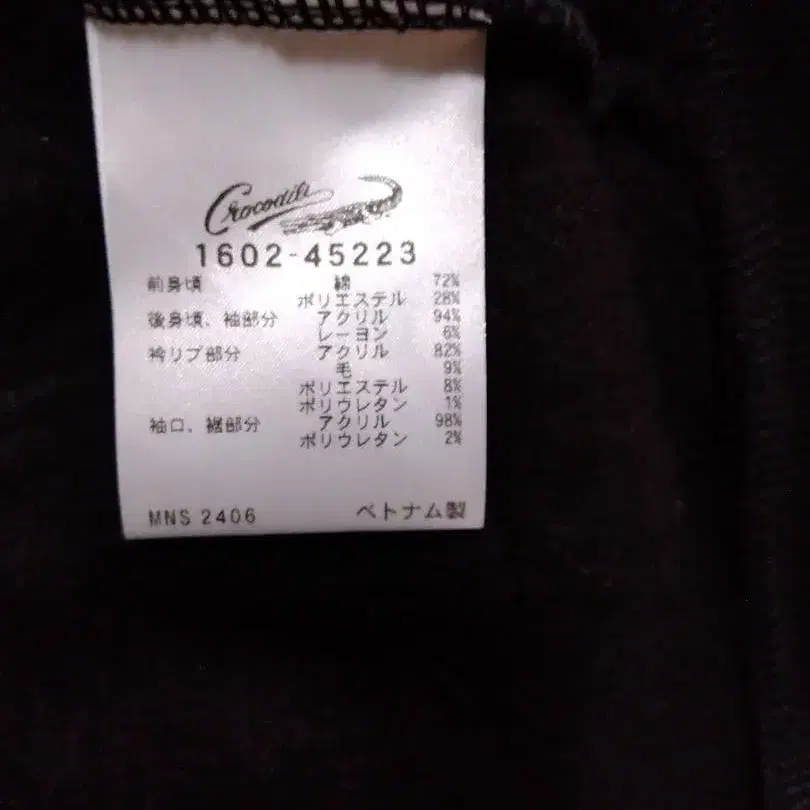 Crocodile
1602-45223
前身頃 綿 72%
ポリエステル 28%
後身頃、袖部分 アクリル 94%
レーヨン 6%
衿リブ部分 アクリル 82%
毛 9%
ポリエステル 8%
ポリウレタン 1%
袖口、裾部分 アクリル 98%
ポリウレタン 2%
MNS 2406 ベトナム製